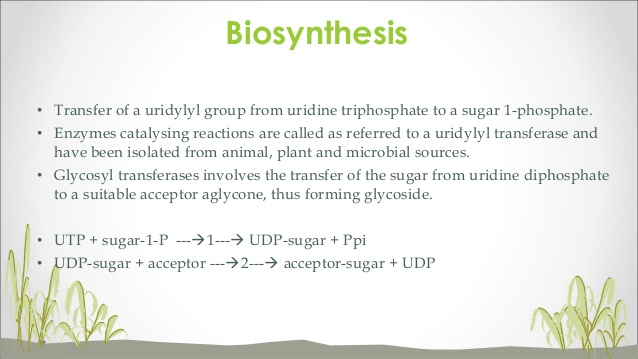 Biosynthesis
• Transfer of a uridylyl group from uridine triphosphate to a sugar 1-phosphate.
• Enzymes catalysing reactions are called as referred to a uridylyl transferase and
have been isolated from animal, plant and microbial sources.
• Glycosyl transferases involves the transfer of the sugar from uridine diphosphate
to a suitable acceptor aglycone, thus forming glycoside.
• UTP + sugar-1-P ---→1---→ UDP-sugar + Ppi
• UDP-sugar + acceptor ---→2---→ acceptor-sugar + UDP